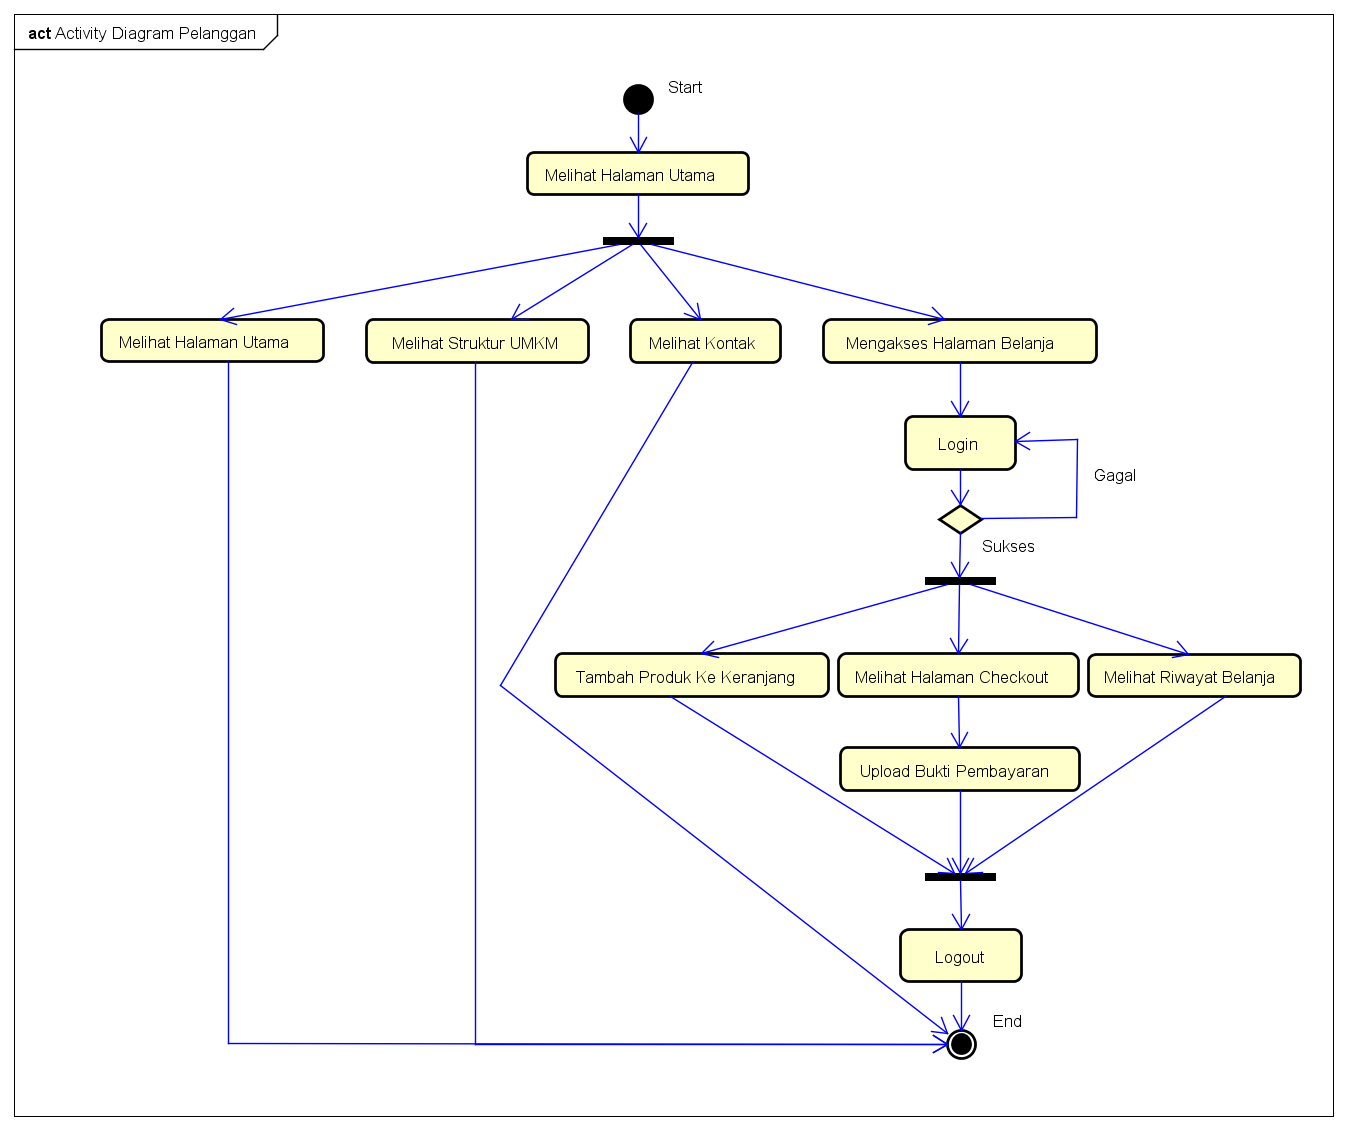 act Activity Diagram Pelanggan
Start
Melihat Halaman Utama
Melihat Halaman Utama
Melihat Struktur UMKM
Melihat Kontak
Mengakses Halaman Belanja
Login
Gagal
Sukses
Tambah Produk Ke Keranjang
Melihat Halaman Checkout
Melihat Riwayat Belanja
Upload Bukti Pembayaran
Logout
End